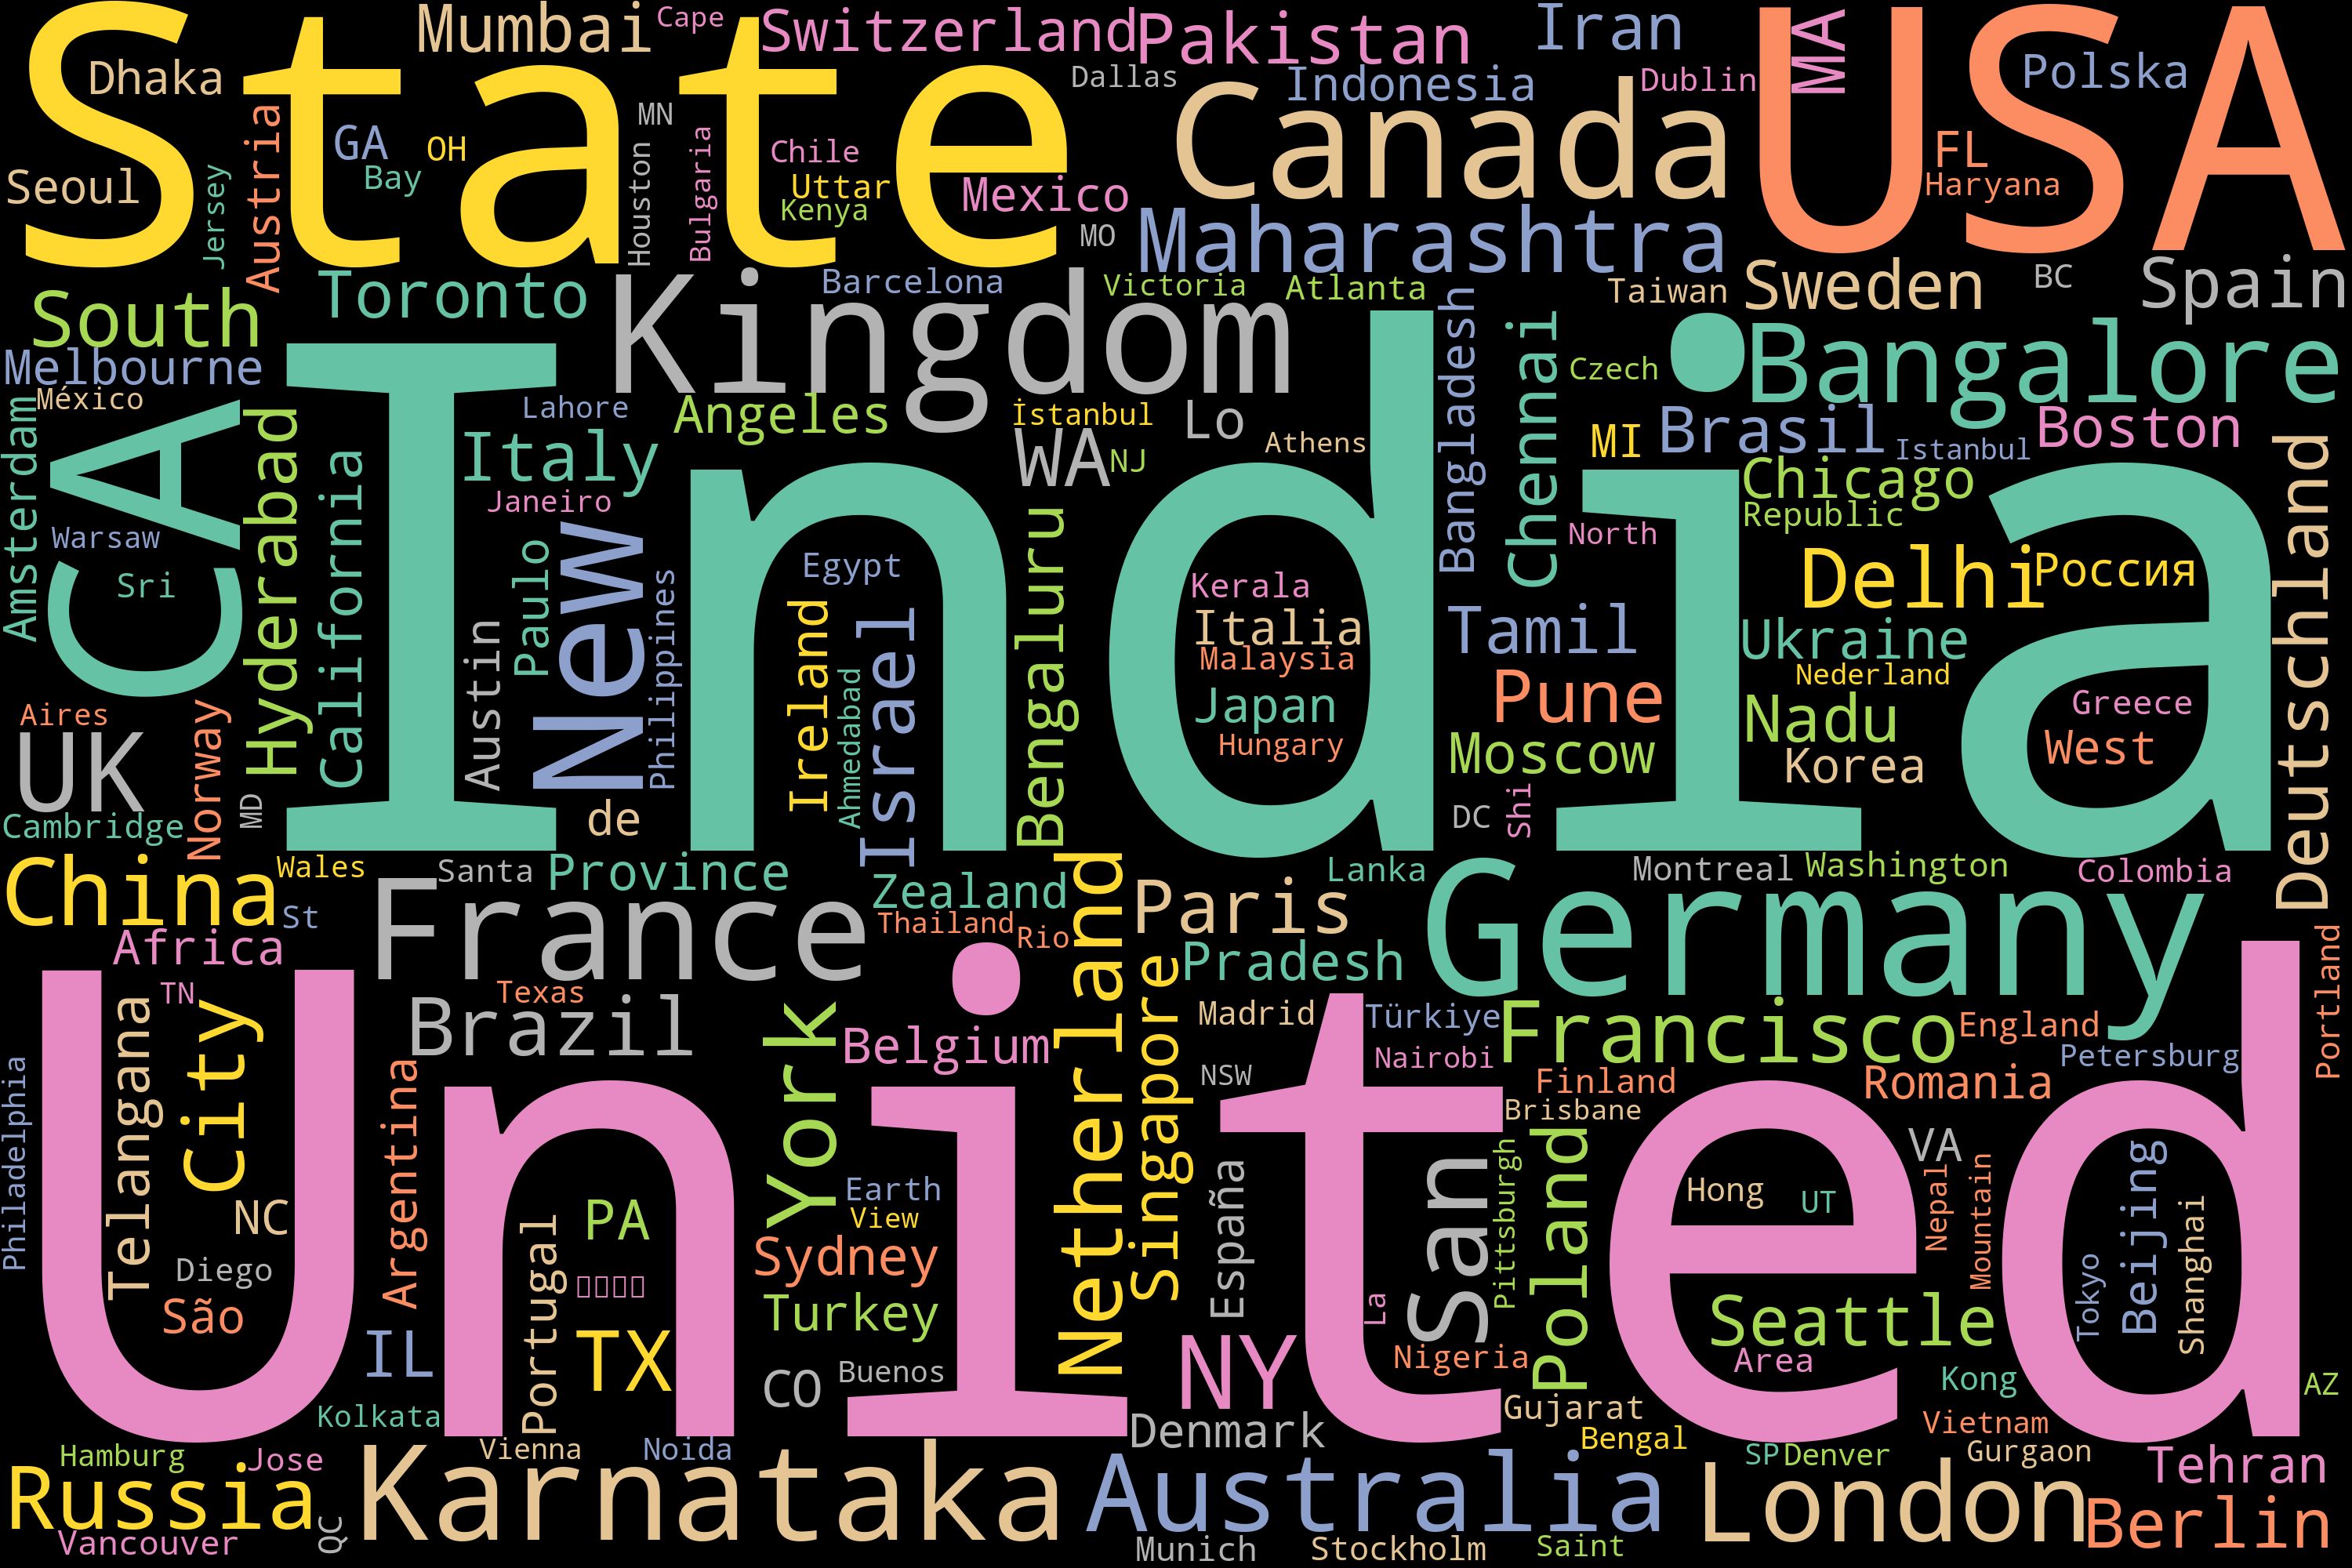 State
USA
Mumbai
Cape
Switzerland
Pakistan
Iran
MA
Polska
Dhaka
Dallas
Indonesia
Dublin
Canada
Austria
GA
OH
MN
Bulgaria
Chile
FL
Seoul
Jersey
Bay
Houston
Uttar
Kenya
Mexico
Haryana
MO
Maharashtra
South
Toronto
Kingdom
Barcelona
Victoria
Atlanta
Taiwan
Sweden
BC
Spain
Melbourne
México
India
Lahore
Angeles
İstanbul
Lo
Athens
Bangladesh
Chennai
Czech
Bangalore
Amsterdam
CA
Hyderabad
California
Italy
WA
NJ
MI
Brasil
Istanbul
Boston
Janeiro
Chicago
Republic
Deutschland
Warsaw
Sri
Paulo
New
Egypt
Bengaluru
North
Delhi
Россия
Kerala
Austin
Philippines
Ireland
Israel
Italia
Malaysia
Tamil
Ukraine
Nederland
Aires
Norway
Ahmedabad
Japan
Hungary
Pune
Nadu
Greece
UK
Moscow
Korea
West
Cambridge
MD
de
DC
Shi
China
Wales
Santa
Province
Zealand
Netherland
Lanka
Montreal
Washington
Colombia
St
France
Thailand
Rio
Paris
Germany
Africa
Pradesh
Portland
United
TN
Telangana
City
Texas
Brazil
York
Belgium
Singapore
Madrid
Türkiye
Francisco
England
Philadelphia
Argentina
Nairobi
Petersburg
NSW
Finland
Romania
Brisbane
San
Pittsburgh
Poland
VA
NC
PA
Earth
View
España
Hong
UT
Nepal
Mountain
Beijing
Diego
Portugal
Sydney
Tokyo
Shanghai
São
Turkey
La
Seattle
IL
TX
CO
Buenos
NY
Nigeria
Area
Kong
AZ
Kolkata
Denmark
Gujarat
Vietnam
Hamburg
Jose
Vienna
Noida
Bengal
SP
Denver
Gurgaon
Tehran
Russia
Karnataka
Australia
London
Berlin
Vancouver
QC
Munich
Stockholm
Saint